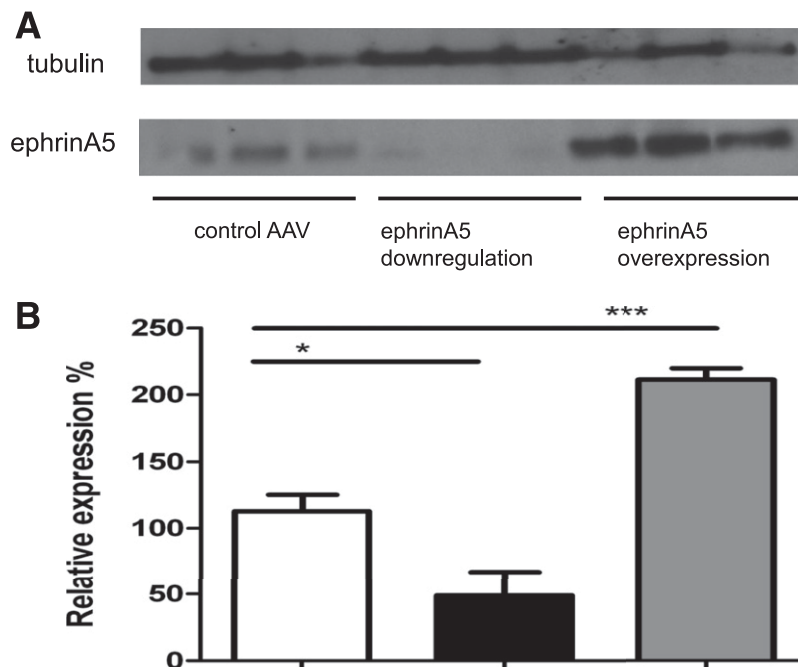 A
tubulin
ephrinA5
control AAV
ephrinA5
downregulation
ephrinA5
overexpression
B
Relative expression %
250
200
150
100
50
0
***
*